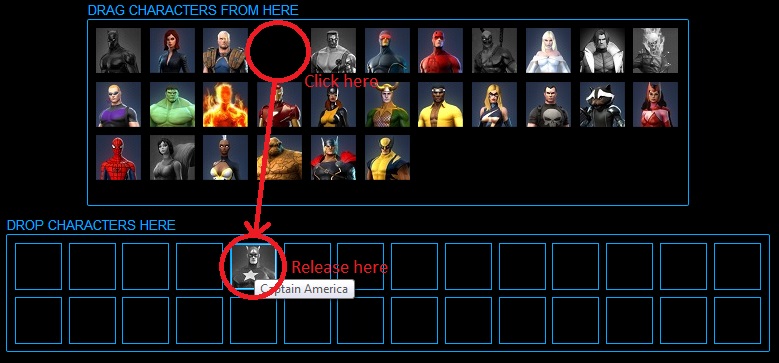 DRAG CHARACTERS FROM HERE
Click here
DROP CHARACTERS HERE
Release here
Captain America